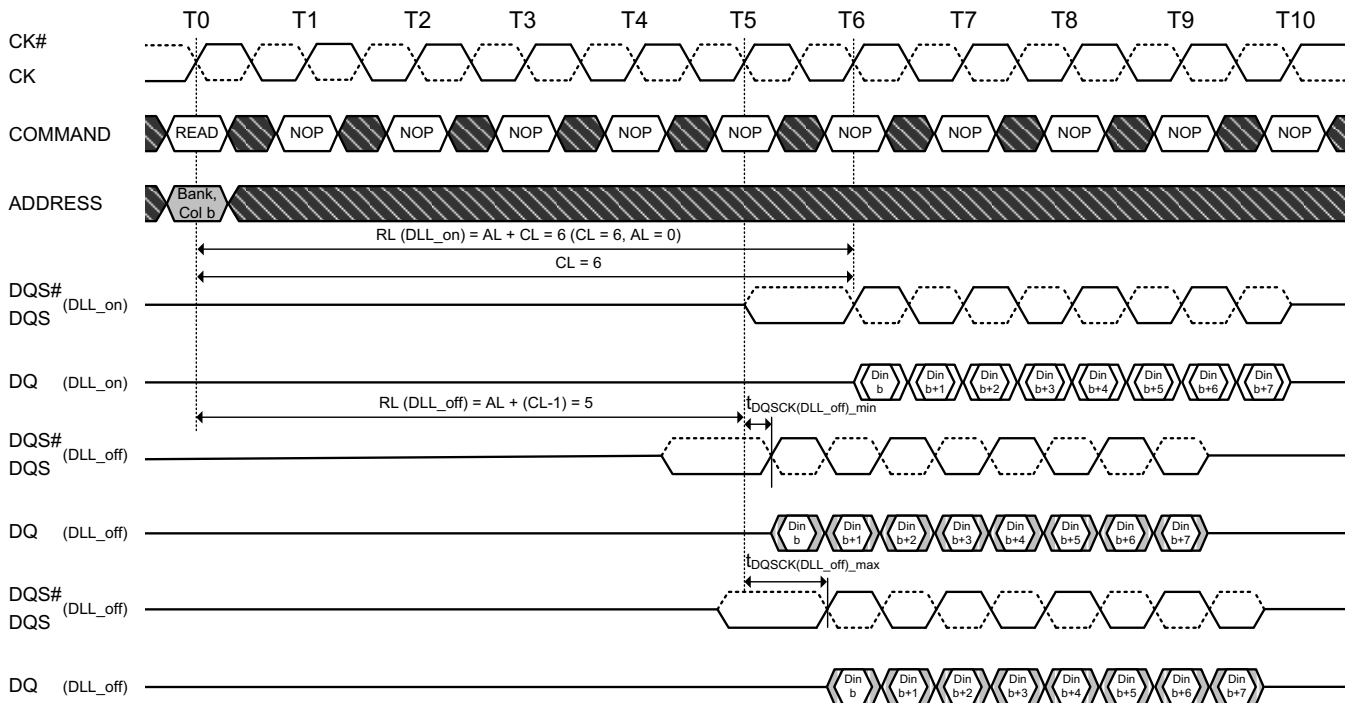 T0 T1 T2 T3 T4 T5 T6 T7 T8 T9 T10
CK#
CK
COMMAND READ NOP NOP NOP NOP NOP NOP NOP NOP NOP NOP
ADDRESS Bank,
Col b
RL (DLL_on) = AL + CL = 6 (CL = 6, AL = 0)
CL = 6
DQS# (DLL_on)
DQS
DQ (DLL_on) Din b Din b+1 Din b+2 Din b+3 Din b+4 Din b+5 Din b+6 Din b+7
RL (DLL_off) = AL + (CL-1) = 5 tDQSCK(DLL_off)_min
DQS# (DLL_off)
DQS
DQ (DLL_off) Din b Din b+1 Din b+2 Din b+3 Din b+4 Din b+5 Din b+6 Din b+7
tDQSCK(DLL_off)_max
DQS# (DLL_off)
DQS
DQ (DLL_off) Din b Din b+1 Din b+2 Din b+3 Din b+4 Din b+5 Din b+6 Din b+7